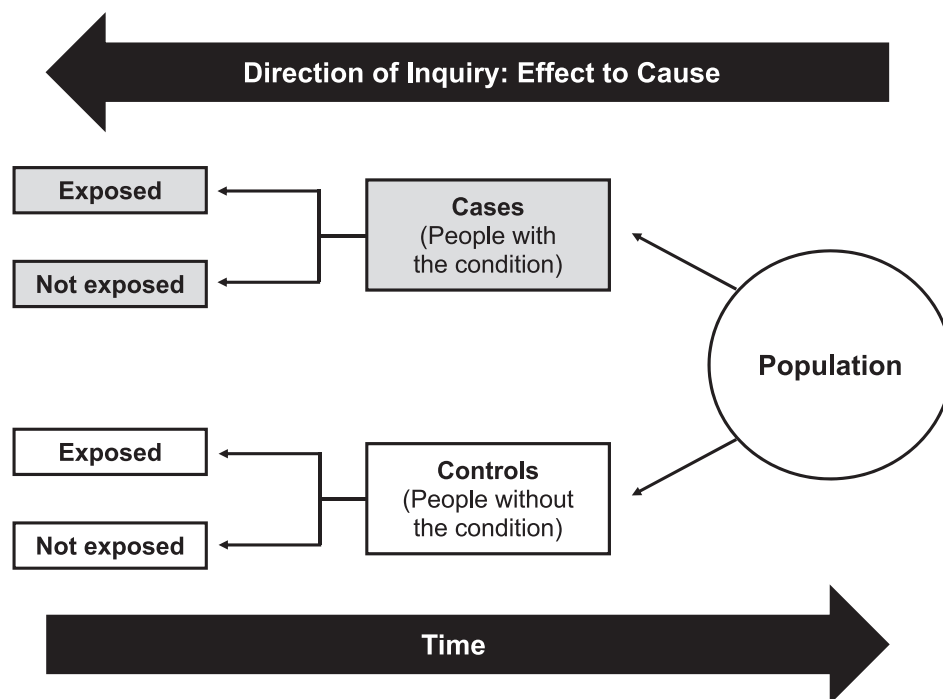 Direction of Inquiry: Effect to Cause
Exposed
Not exposed
Cases
(People with
the condition)
Population
Exposed
Not exposed
Controls
(People without
the condition)
Time